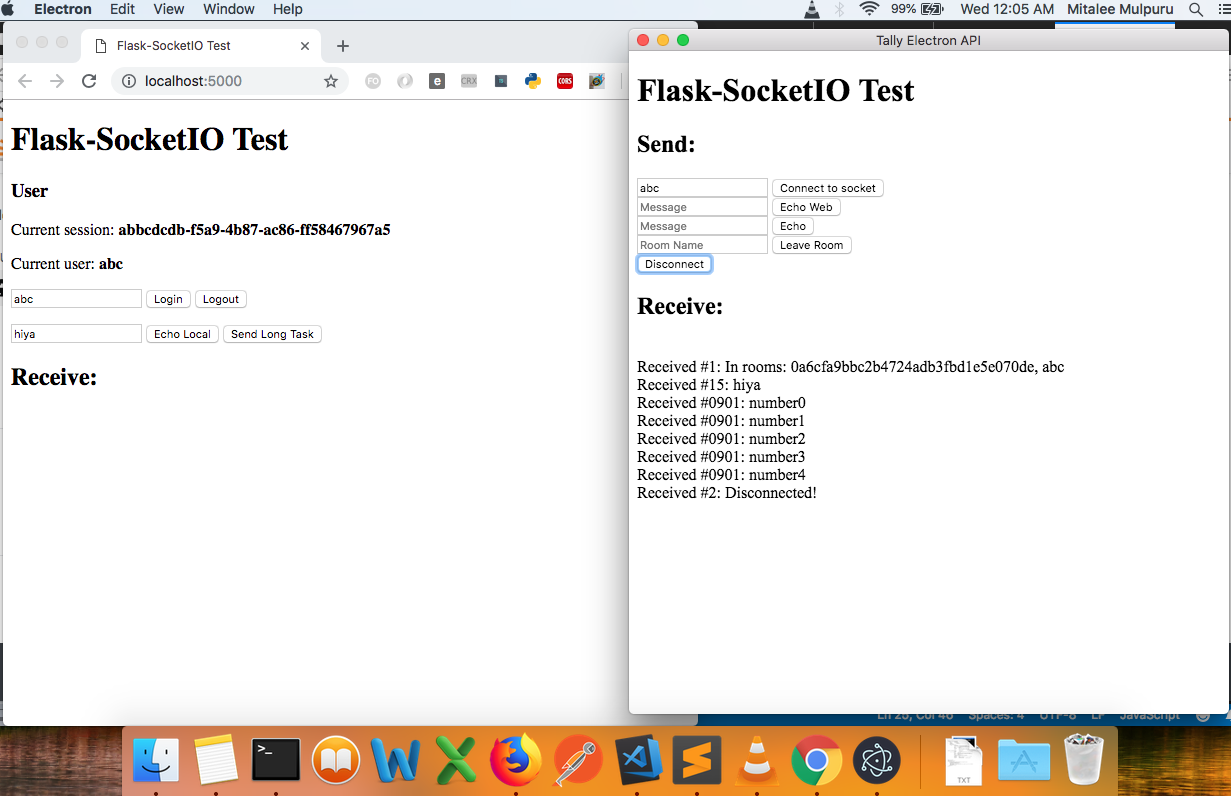 Electron Edit View Window Help 99% Wed 12:05 AM Mitalee Mulpuru
Flask-SocketIO Test
localhost:5000
FO e CRX CORS
Flask-SocketIO Test
User
Current session: abbcdcdb-f5a9-4b87-ac86-ff58467967a5
Current user: abc
abc Login Logout
hiya Echo Local Send Long Task
Receive:
Tally Electron API
Flask-SocketIO Test
Send:
abc Connect to socket
Message Echo Web
Message Echo
Room Name Leave Room
Disconnect
Receive:
Received #1: In rooms: 0a6cfa9bbc2b4724adb3fbd1e5e070de, abc
Received #15: hiya
Received #0901: number0
Received #0901: number1
Received #0901: number2
Received #0901: number3
Received #0901: number4
Received #2: Disconnected!
Ln 25, Col 46 Spaces: 4 UTF-8 LF JavaScript
>_
TXT